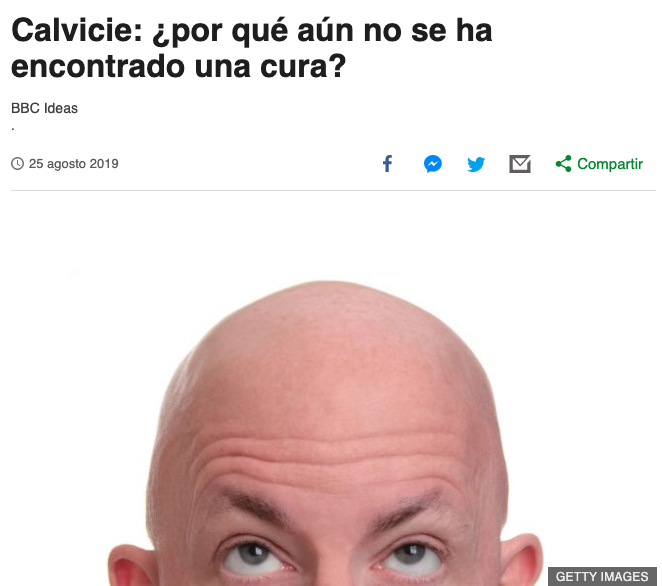 Calvicie: ¿por qué aún no se ha
encontrado una cura?
BBC Ideas
.
25 agosto 2019
Compartir
GETTY IMAGES